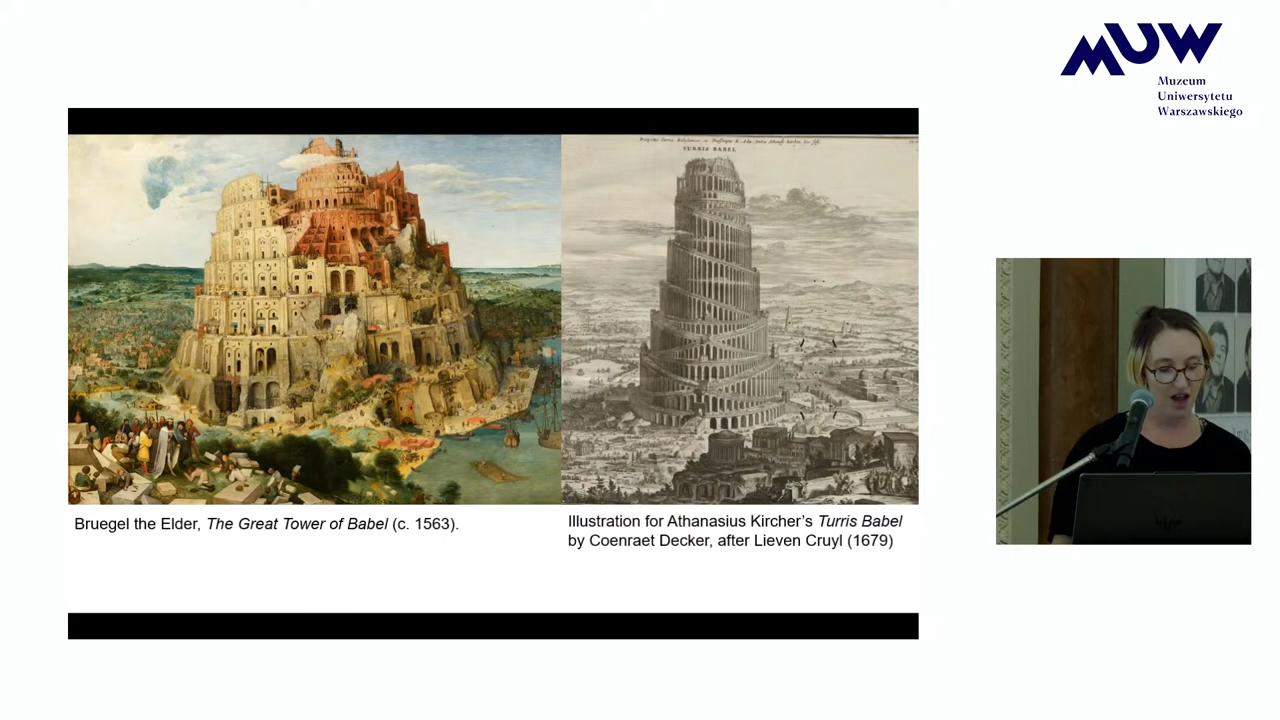 MUW
Muzeum
Uniwersytetu
Warszawskiego
TURRIS BABEL
Bruegel the Elder, The Great Tower of Babel (c. 1563).
Illustration for Athanasius Kircher’s Turris Babel
by Coenraet Decker, after Lieven Cruyl (1679)